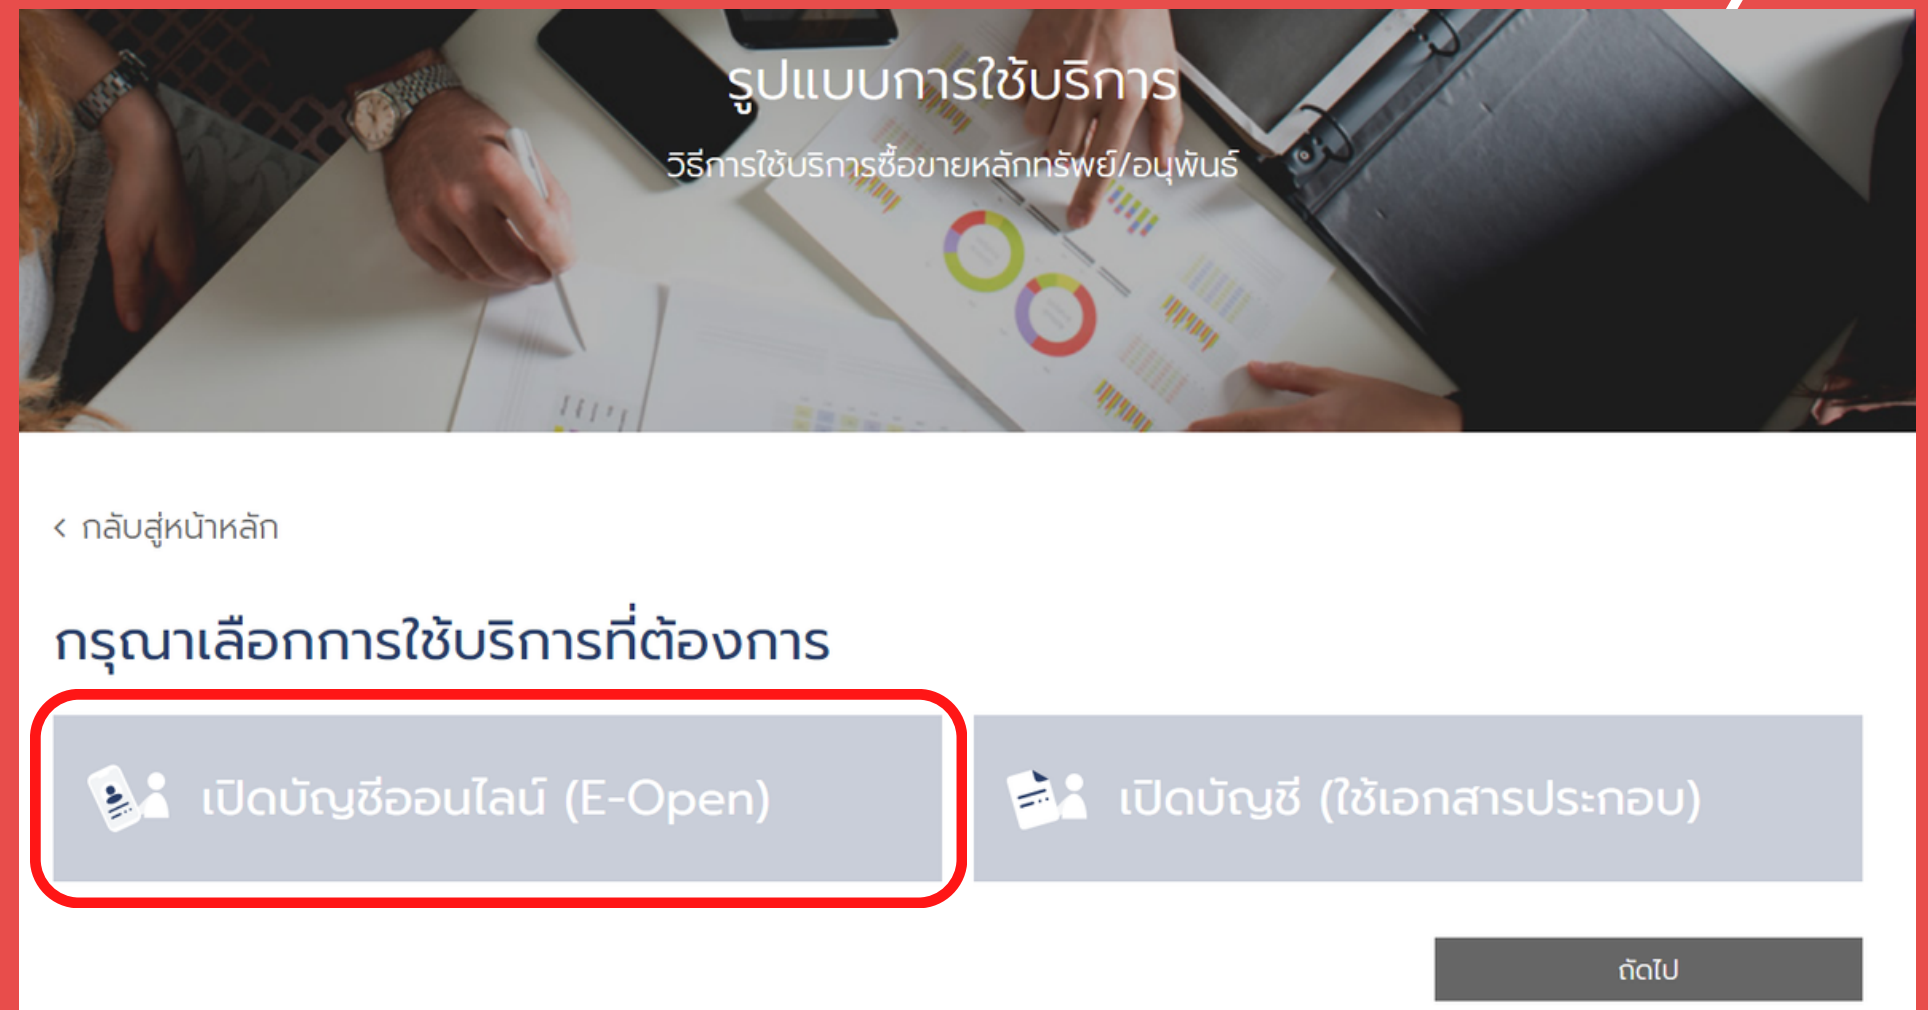 รูปแบบการใช้บริการ
วิธีการใช้บริการซื้อขายหลักทรัพย์/อนุพันธ์
< กลับสู่หน้าหลัก
กรุณาเลือกการใช้บริการที่ต้องการ
เปิดบัญชีออนไลน์ (E-Open)
เปิดบัญชี (ใช้เอกสารประกอบ)
ถัดไป